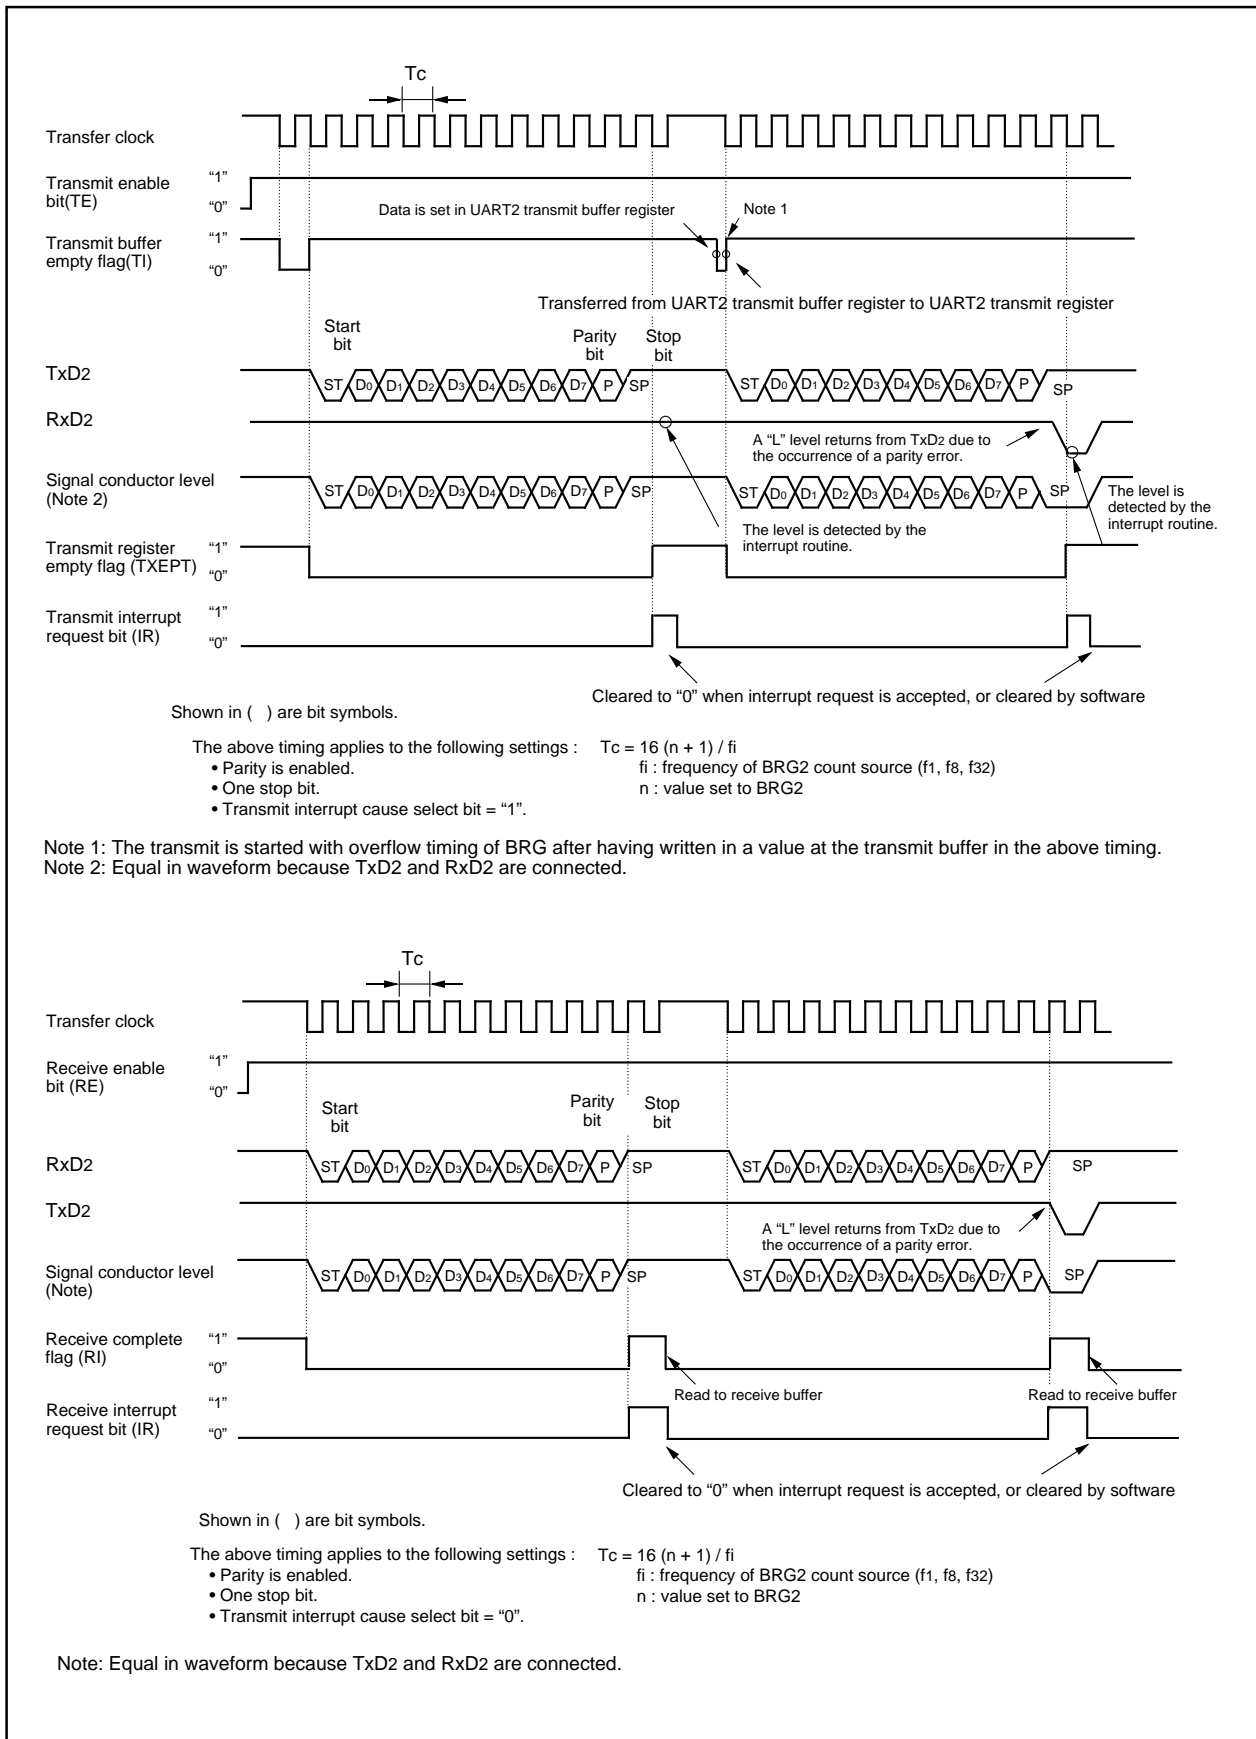 Tc
Transfer clock
Transmit enable
bit(TE)
“1”
“0”
Data is set in UART2 transmit buffer register
Note 1
Transmit buffer
empty flag(TI)
“1”
“0”
Transferred from UART2 transmit buffer register to UART2 transmit register
Start
bit
Parity
bit
Stop
bit
TxD2
ST D0 D1 D2 D3 D4 D5 D6 D7 P SP ST D0 D1 D2 D3 D4 D5 D6 D7 P SP
RxD2
A “L” level returns from TxD2 due to
the occurrence of a parity error.
Signal conductor level
(Note 2)
ST D0 D1 D2 D3 D4 D5 D6 D7 P SP ST D0 D1 D2 D3 D4 D5 D6 D7 P SP
The level is
detected by the
interrupt routine.
The level is detected by the
interrupt routine.
Transmit register
empty flag (TXEPT)
“1”
“0”
Transmit interrupt
request bit (IR)
“1”
“0”
Cleared to “0” when interrupt request is accepted, or cleared by software
Shown in ( ) are bit symbols.
The above timing applies to the following settings :
• Parity is enabled.
• One stop bit.
• Transmit interrupt cause select bit = “1”.
Tc = 16 (n + 1) / fi
fi : frequency of BRG2 count source (f1, f8, f32)
n : value set to BRG2
Note 1: The transmit is started with overflow timing of BRG after having written in a value at the transmit buffer in the above timing.
Note 2: Equal in waveform because TxD2 and RxD2 are connected.
Tc
Transfer clock
Receive enable
bit (RE)
“1”
“0”
Start
bit
Parity
bit
Stop
bit
RxD2
ST D0 D1 D2 D3 D4 D5 D6 D7 P SP ST D0 D1 D2 D3 D4 D5 D6 D7 P SP
TxD2
A “L” level returns from TxD2 due to
the occurrence of a parity error.
Signal conductor level
(Note)
ST D0 D1 D2 D3 D4 D5 D6 D7 P SP ST D0 D1 D2 D3 D4 D5 D6 D7 P SP
Receive complete
flag (RI)
“1”
“0”
Read to receive buffer
Read to receive buffer
Receive interrupt
request bit (IR)
“1”
“0”
Cleared to “0” when interrupt request is accepted, or cleared by software
Shown in ( ) are bit symbols.
The above timing applies to the following settings :
• Parity is enabled.
• One stop bit.
• Transmit interrupt cause select bit = “0”.
Tc = 16 (n + 1) / fi
fi : frequency of BRG2 count source (f1, f8, f32)
n : value set to BRG2
Note: Equal in waveform because TxD2 and RxD2 are connected.